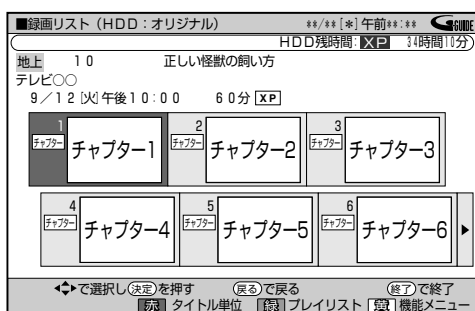 ■録画リスト(HDD:オリジナル) **/**[*]午前**:** GGUIDE
HDD残時間: XP 34時間10分
地上 10 正しい怪獣の飼い方
テレビ○○
9/12[火]午後10:00 60分 XP
1 2 3
チャプター チャプター1 チャプター チャプター2 チャプター チャプター3
4 5 6
チャプター チャプター4 チャプター チャプター5 チャプター チャプター6
で選択し決定を押す 戻るで戻る 終了で終了
赤 タイトル単位 緑 プレイリスト 黄 機能メニュー